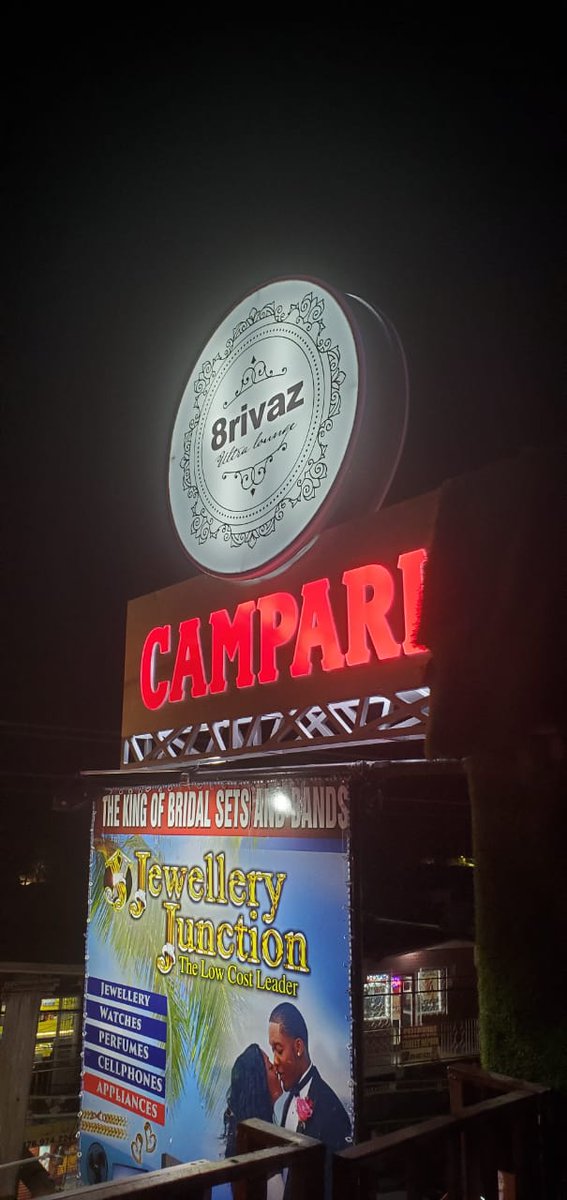 8rivaz
Ultra lounge
CAMPARI
THE KING OF BRIDAL SETS AND BANDS
Jewellery
Junction
The Low Cost Leader
JEWELLERY
WATCHES
PERFUMES
CELLPHONES
APPLIANCES